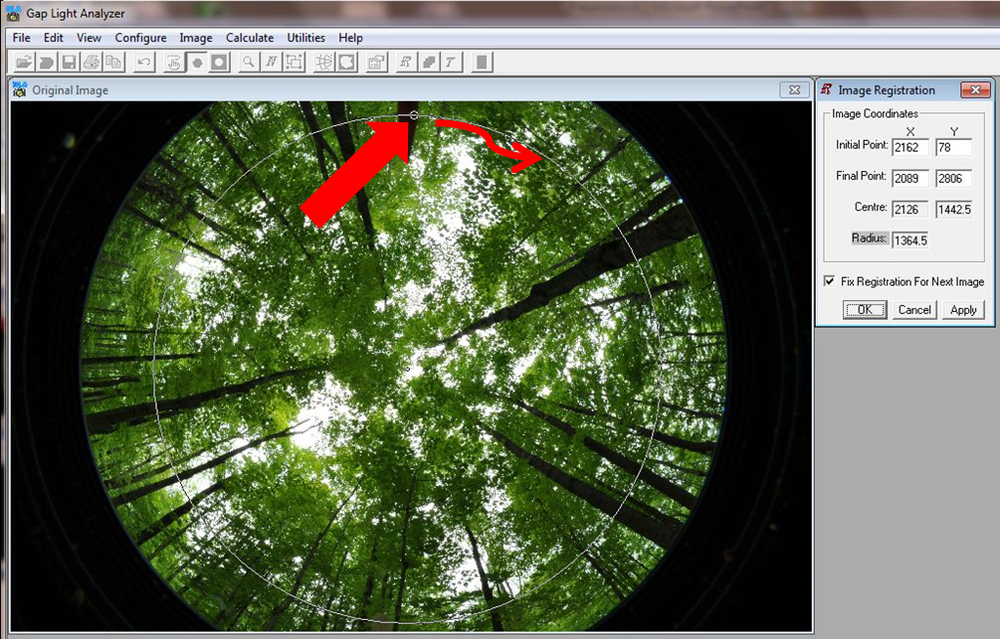 Gap Light Analyzer
File Edit View Configure Image Calculate Utilities Help
Original Image
Image Registration
Image Coordinates
X Y
Initial Point: 2162 78
Final Point: 2089 2806
Centre: 2126 1442.5
Radius: 1364.5
Fix Registration For Next Image
OK Cancel Apply